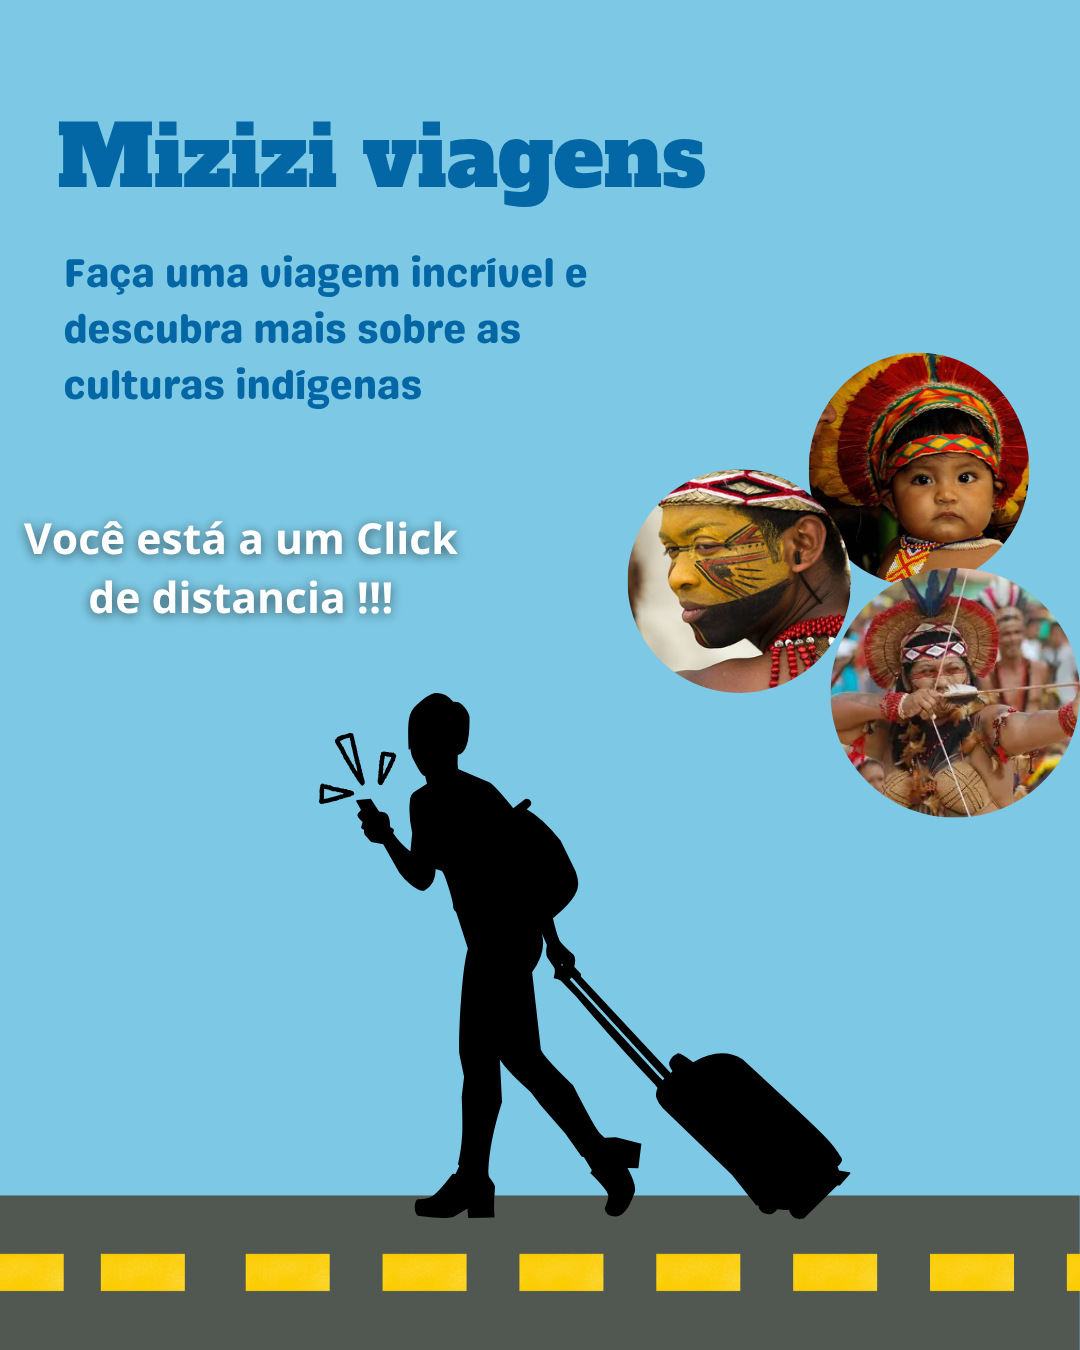 Mizizi viagens
Faça uma viagem incrível e
descubra mais sobre as
culturas indígenas
Você está a um Click
de distancia !!!